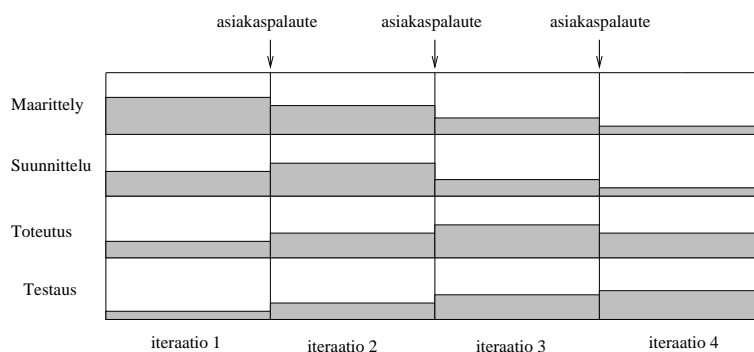 asiakaspalaute asiakaspalaute asiakaspalaute
Maarittely
Suunnittelu
Toteutus
Testaus
iteraatio 1 iteraatio 2 iteraatio 3 iteraatio 4